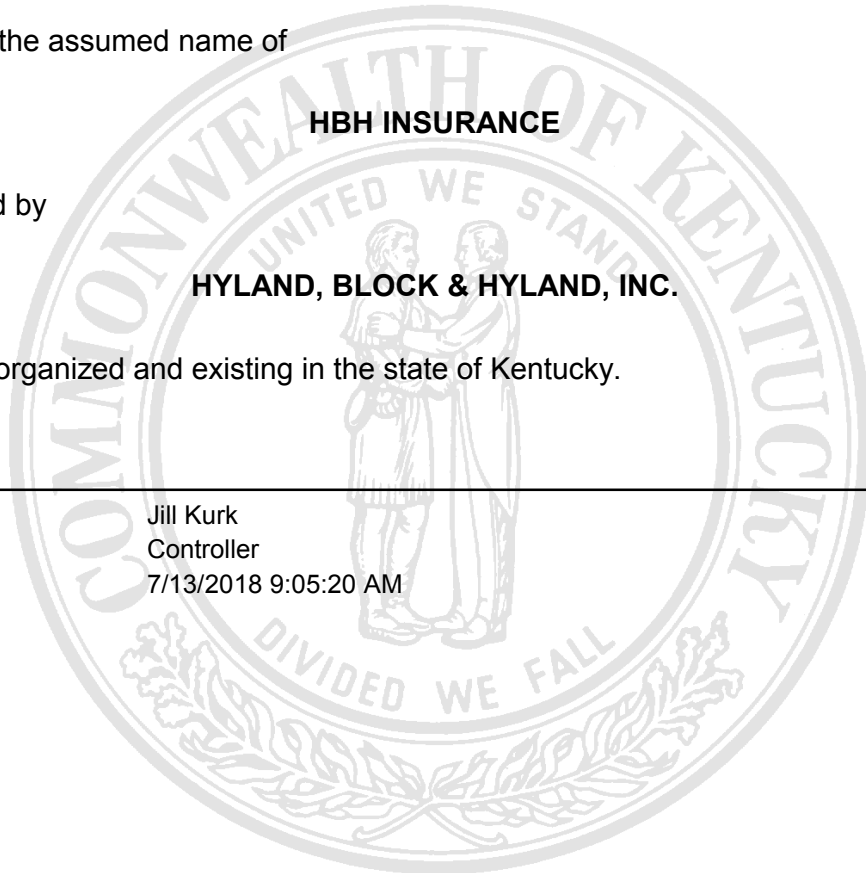 the assumed name of
HBH INSURANCE
d by
HYLAND, BLOCK & HYLAND, INC.
organized and existing in the state of Kentucky.
Jill Kurk
Controller
7/13/2018 9:05:20 AM
COMMONWEALTH OF KENTUCKY
UNITED WE STAND
DIVIDED WE FALL